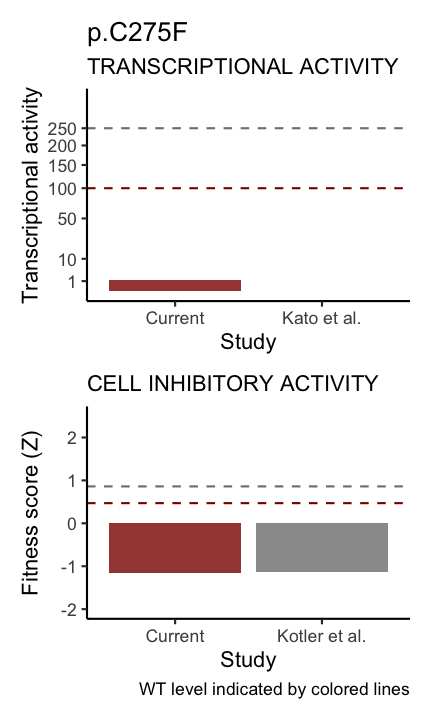 p.C275F
TRANSCRIPTIONAL ACTIVITY
Transcriptional activity
250
200
150
100
50
10
1
Current
Kato et al.
Study
CELL INHIBITORY ACTIVITY
Fitness score (Z)
2
1
0
-1
-2
Current
Kotler et al.
Study
WT level indicated by colored lines